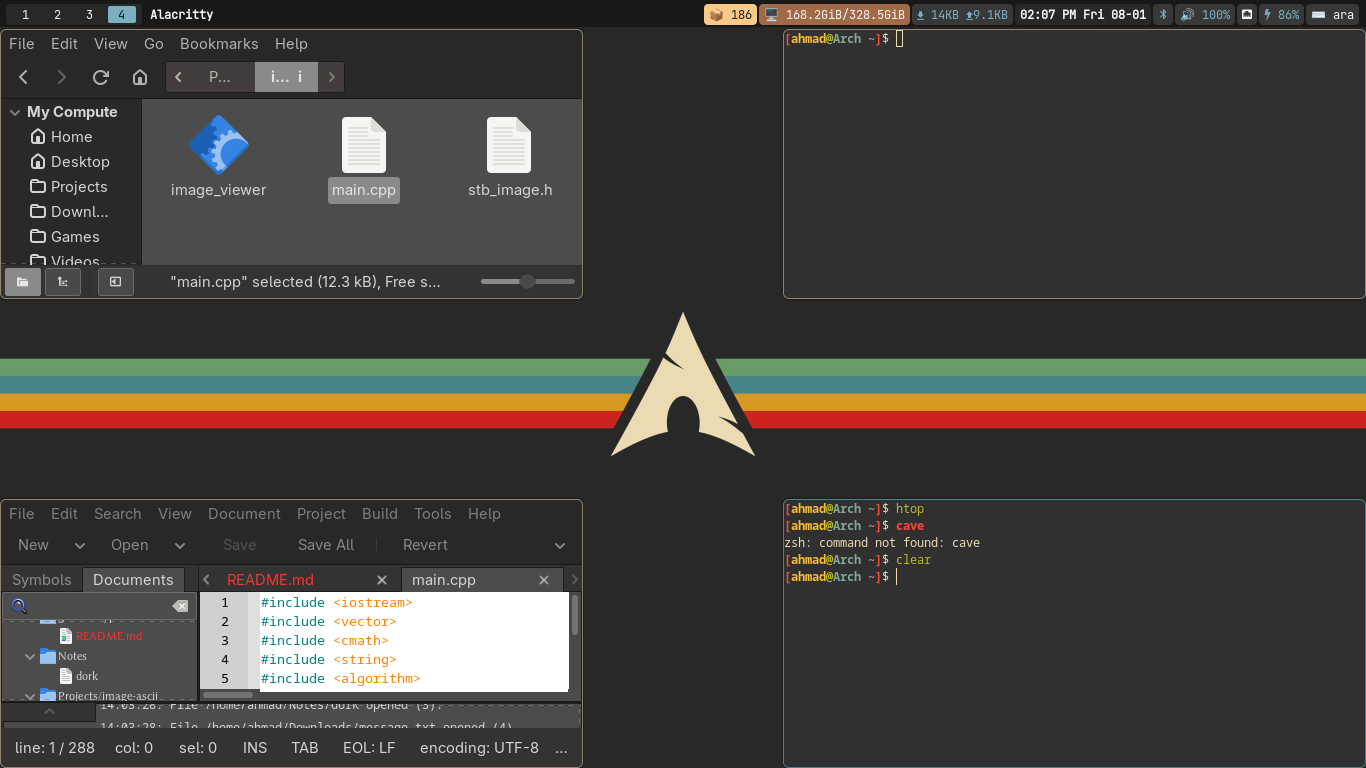 1 2 3 4 Alacritty
186 168.2GiB/328.5GiB 14KB 9.1KB 02:07 PM Fri 08-01 100% 86% ara
File Edit View Go Bookmarks Help
P... i... i
My Compute
Home
Desktop
Projects
Downl...
Games
Videos
image_viewer
main.cpp
stb_image.h
"main.cpp" selected (12.3 kB), Free s...
[ahmad@Arch ~]$
File Edit Search View Document Project Build Tools Help
New Open Save Save All Revert
Symbols Documents README.md main.cpp
README.md
Notes
dork
Projects/image-ascii
1 #include <iostream>
2 #include <vector>
3 #include <cmath>
4 #include <string>
5 #include <algorithm>
14:03:28: File /home/ahmad/Notes/dork opened (3).
14:03:28: File /home/ahmad/Downloads/message.txt opened (4).
line: 1 / 288 col: 0 sel: 0 INS TAB EOL: LF encoding: UTF-8 ...
[ahmad@Arch ~]$ htop
[ahmad@Arch ~]$ cave
zsh: command not found: cave
[ahmad@Arch ~]$ clear
[ahmad@Arch ~]$